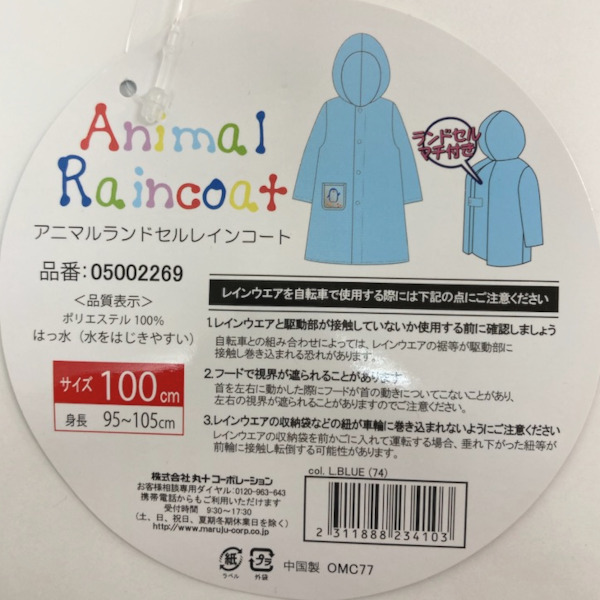 Animal
Raincoat
アニマルランドセルレインコート
ランドセル
マチ付き
品番:05002269
<品質表示>
ポリエステル 100%
はっ水(水をはじきやすい)
サイズ 100cm
身長 95~105cm
レインウエアを自転車で使用する際には下記の点にご注意ください
1.レインウエアと駆動部が接触していないか使用する前に確認しましょう
自転車との組み合わせによっては、レインウエアの裾等が駆動部に
接触し巻き込まれる恐れがあります。
2.フードで視界が遮られることがあります。
首を左右に動かした際にフードが首の動きについてこないことがあり、
左右の視界が遮られることがありますのでご注意ください。
3.レインウエアの収納袋などの紐が車輪に巻き込まれないようにご注意ください
レインウエアの収納袋を前かごに入れて運転する場合、垂れ下がった紐等が
前輪に接触し転倒する可能性があります。
株式会社 丸十コーポレーション
お客様相談専用ダイヤル:0120-963-643
携帯電話からもご利用いただけます
受付時間 9:30~17:30
(土、日、祝日、夏期冬期休業日を除く)
http://www.maruju-corp.co.jp
col. L.BLUE (74)
2 311888 234103
紙
ラベル
プラ
外袋
中国製 OMC77